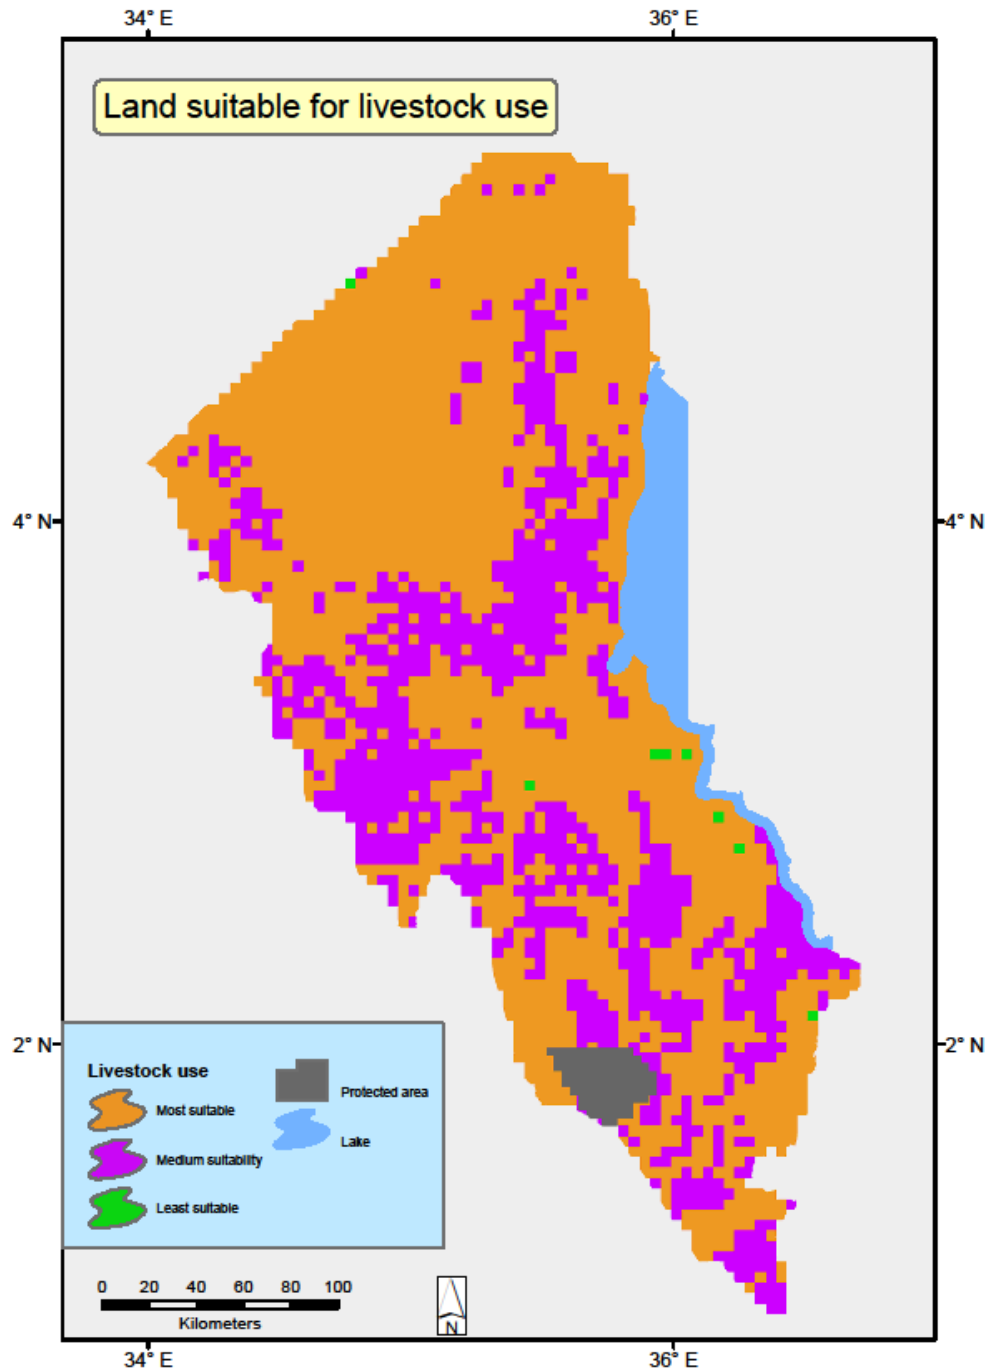 34° E 36° E
Land suitable for livestock use
4° N 4° N
2° N 2° N
Livestock use
Most suitable
Medium suitability
Least suitable
Protected area
Lake
0 20 40 60 80 100
Kilometers
N
34° E 36° E